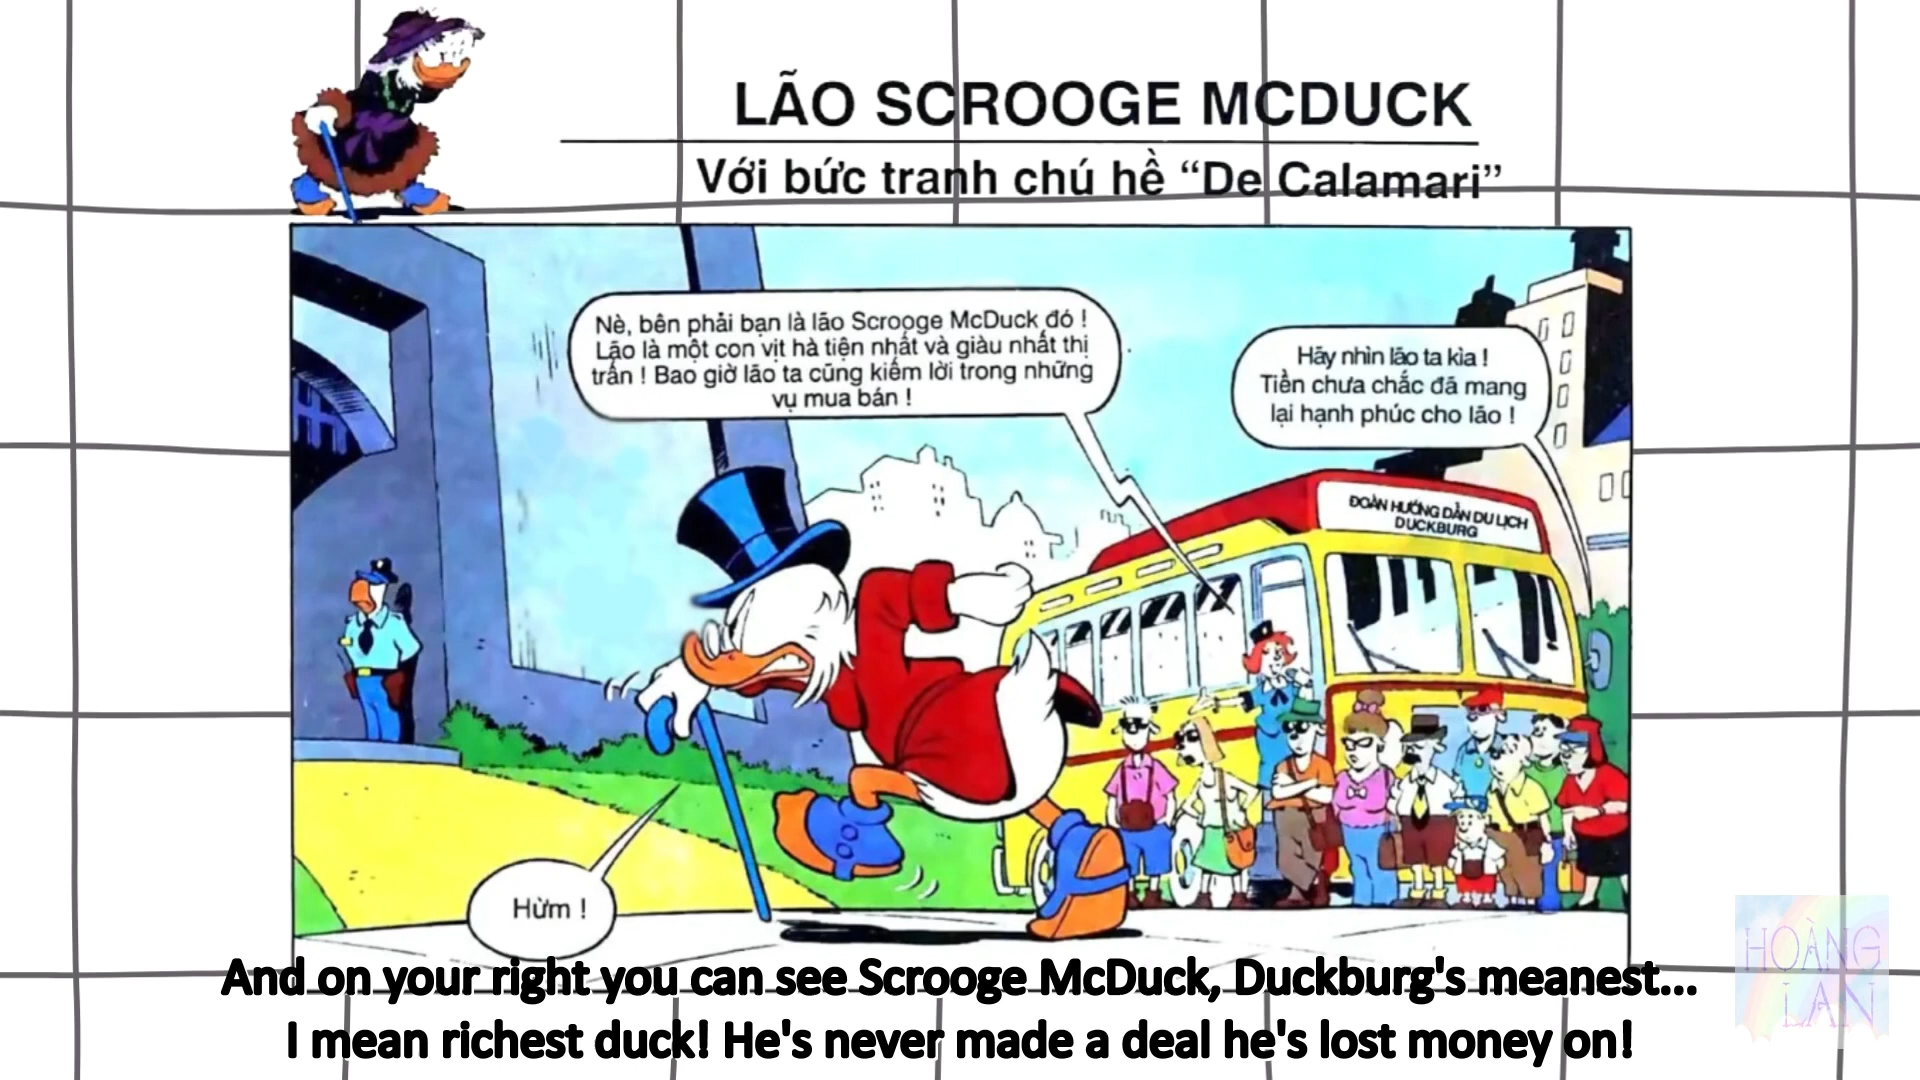 LÃO SCROOGE MCDUCK
Với bức tranh chú hề “De Calamari”
Nè, bên phải bạn là lão Scrooge McDuck đó !
Lão là một con vịt hà tiện nhất và giàu nhất thị
trấn ! Bao giờ lão ta cũng kiếm lời trong những
vụ mua bán !
Hãy nhìn lão ta kìa !
Tiền chưa chắc đã mang
lại hạnh phúc cho lão !
ĐOÀN HƯỚNG DẪN DU LỊCH
DUCKBURG
Hừm !
And on your right you can see Scrooge McDuck, Duckburg's meanest...
I mean richest duck! He's never made a deal he's lost money on!
HOÀNG
LAN